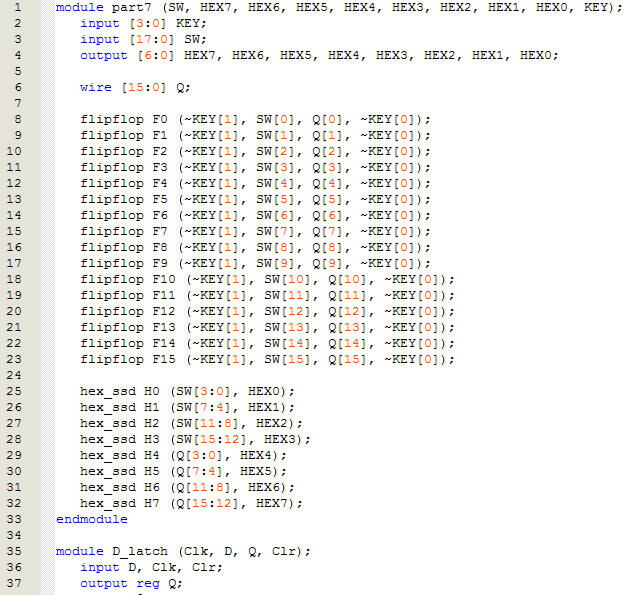 1 module part7 (SW, HEX7, HEX6, HEX5, HEX4, HEX3, HEX2, HEX1, HEX0, KEY);
2 input [3:0] KEY;
3 input [17:0] SW;
4 output [6:0] HEX7, HEX6, HEX5, HEX4, HEX3, HEX2, HEX1, HEX0;
5
6 wire [15:0] Q;
7
8 flipflop F0 (~KEY[1], SW[0], Q[0], ~KEY[0]);
9 flipflop F1 (~KEY[1], SW[1], Q[1], ~KEY[0]);
10 flipflop F2 (~KEY[1], SW[2], Q[2], ~KEY[0]);
11 flipflop F3 (~KEY[1], SW[3], Q[3], ~KEY[0]);
12 flipflop F4 (~KEY[1], SW[4], Q[4], ~KEY[0]);
13 flipflop F5 (~KEY[1], SW[5], Q[5], ~KEY[0]);
14 flipflop F6 (~KEY[1], SW[6], Q[6], ~KEY[0]);
15 flipflop F7 (~KEY[1], SW[7], Q[7], ~KEY[0]);
16 flipflop F8 (~KEY[1], SW[8], Q[8], ~KEY[0]);
17 flipflop F9 (~KEY[1], SW[9], Q[9], ~KEY[0]);
18 flipflop F10 (~KEY[1], SW[10], Q[10], ~KEY[0]);
19 flipflop F11 (~KEY[1], SW[11], Q[11], ~KEY[0]);
20 flipflop F12 (~KEY[1], SW[12], Q[12], ~KEY[0]);
21 flipflop F13 (~KEY[1], SW[13], Q[13], ~KEY[0]);
22 flipflop F14 (~KEY[1], SW[14], Q[14], ~KEY[0]);
23 flipflop F15 (~KEY[1], SW[15], Q[15], ~KEY[0]);
24
25 hex_ssd H0 (SW[3:0], HEX0);
26 hex_ssd H1 (SW[7:4], HEX1);
27 hex_ssd H2 (SW[11:8], HEX2);
28 hex_ssd H3 (SW[15:12], HEX3);
29 hex_ssd H4 (Q[3:0], HEX4);
30 hex_ssd H5 (Q[7:4], HEX5);
31 hex_ssd H6 (Q[11:8], HEX6);
32 hex_ssd H7 (Q[15:12], HEX7);
33 endmodule
34
35 module D_latch (Clk, D, Q, Clr);
36 input D, Clk, Clr;
37 output reg Q;